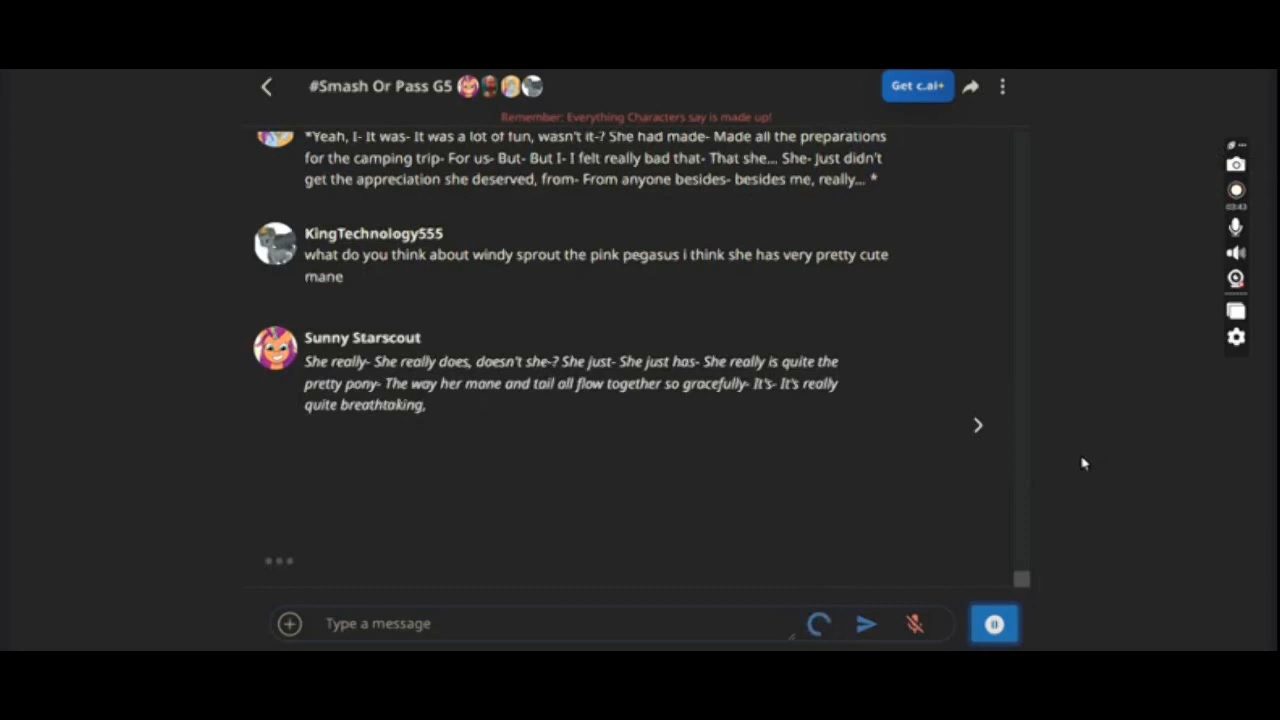 #Smash Or Pass G5
Get c.ai+
Remember: Everything Characters say is made up!
*Yeah, I- It was- It was a lot of fun, wasn't it-? She had made- Made all the preparations
for the camping trip- For us- But- But I- I felt really bad that- That she... She- Just didn't
get the appreciation she deserved, from- From anyone besides- besides me, really... *
KingTechnology555
what do you think about windy sprout the pink pegasus i think she has very pretty cute
mane
Sunny Starscout
She really- She really does, doesn't she-? She just- She just has- She really is quite the
pretty pony- The way her mane and tail all flow together so gracefully- It's- It's really
quite breathtaking,
Type a message
03:43